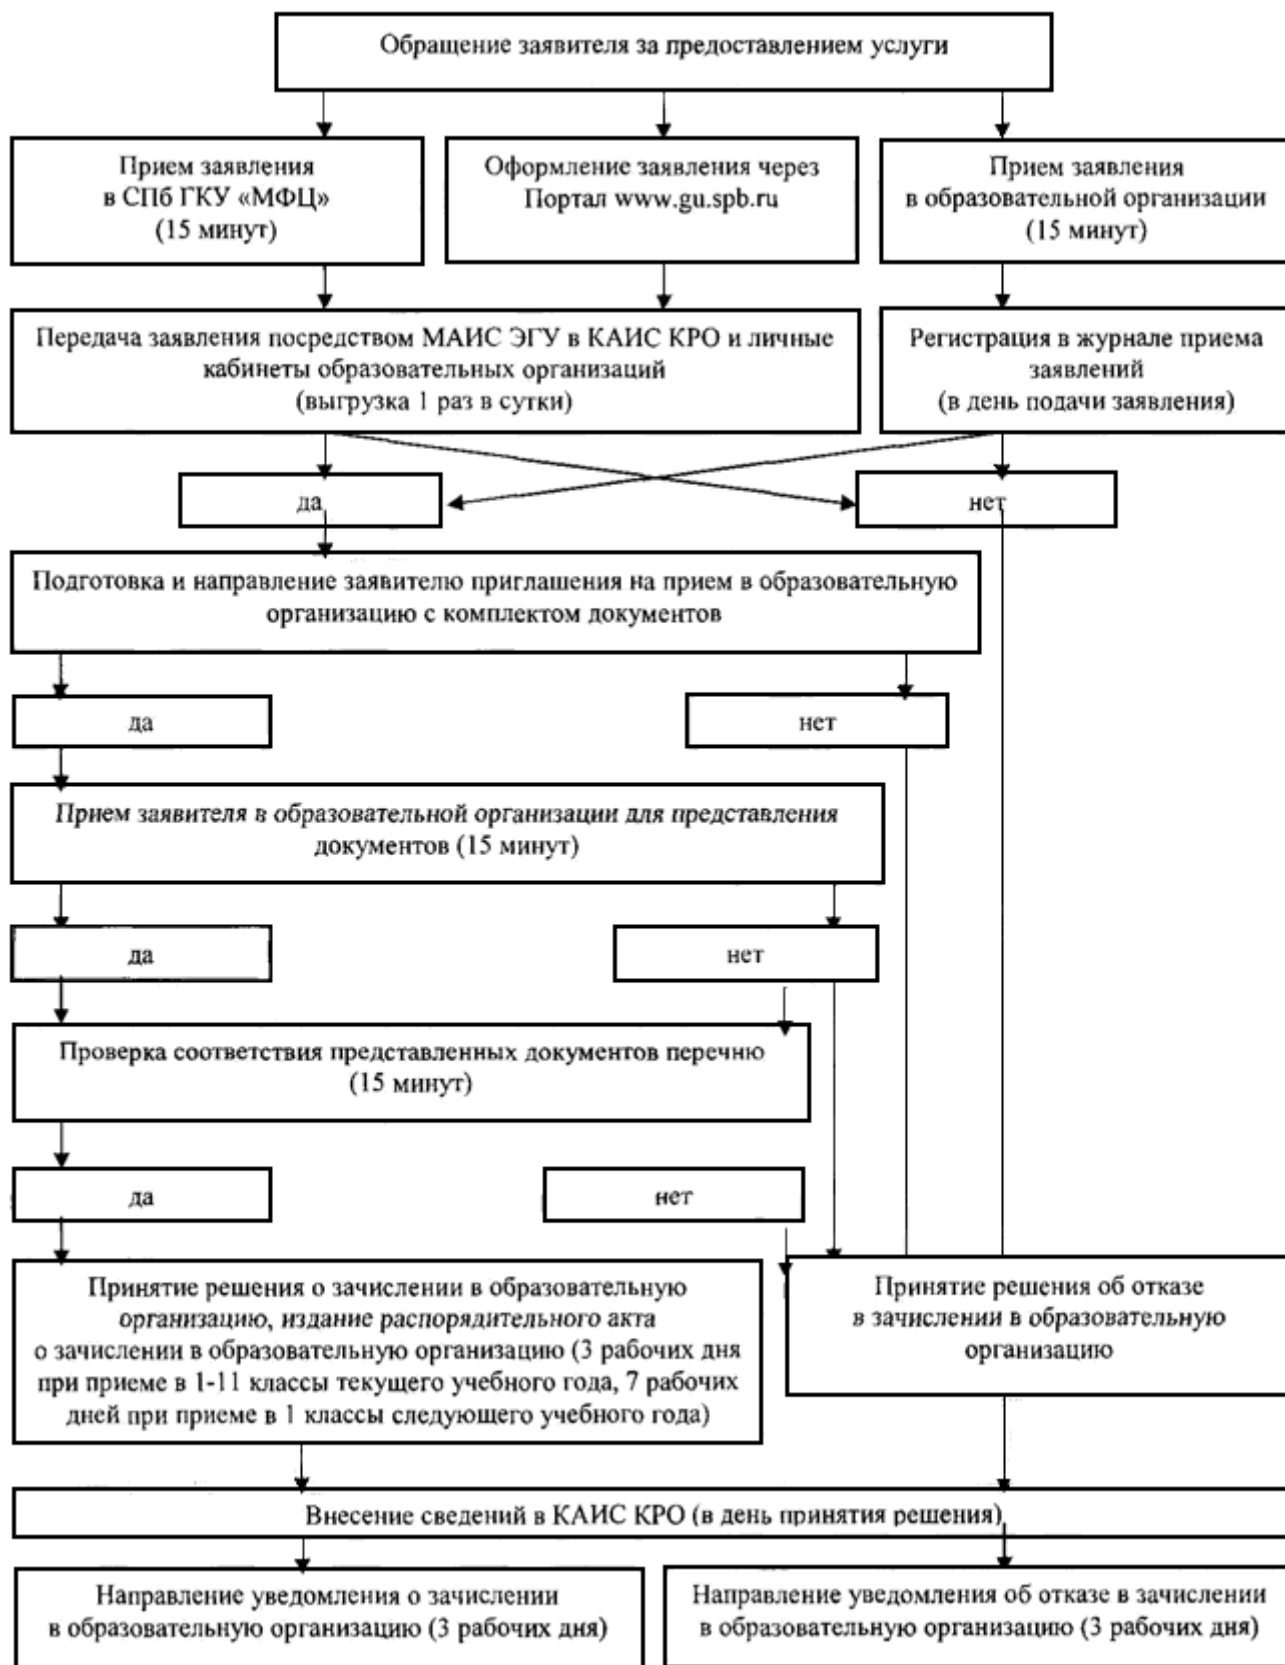 Обращение заявителя за предоставлением услуги
Прием заявления
в СПб ГКУ «МФЦ»
(15 минут)
Оформление заявления через
Портал www.gu.spb.ru
Прием заявления
в образовательной организации
(15 минут)
Передача заявления посредством МАИС ЭГУ в КАИС КРО и личные
кабинеты образовательных организаций
(выгрузка 1 раз в сутки)
Регистрация в журнале приема
заявлений
(в день подачи заявления)
да
нет
Подготовка и направление заявителю приглашения на прием в образовательную
организацию с комплектом документов
да
нет
Прием заявителя в образовательной организации для представления
документов (15 минут)
да
нет
Проверка соответствия представленных документов перечню
(15 минут)
да
нет
Принятие решения о зачислении в образовательную
организацию, издание распорядительного акта
о зачислении в образовательную организацию (3 рабочих дня
при приеме в 1-11 классы текущего учебного года, 7 рабочих
дней при приеме в 1 классы следующего учебного года)
Принятие решения об отказе
в зачислении в образовательную
организацию
Внесение сведений в КАИС КРО (в день принятия решения)
Направление уведомления о зачислении
в образовательную организацию (3 рабочих дня)
Направление уведомления об отказе в зачислении
в образовательную организацию (3 рабочих дня)